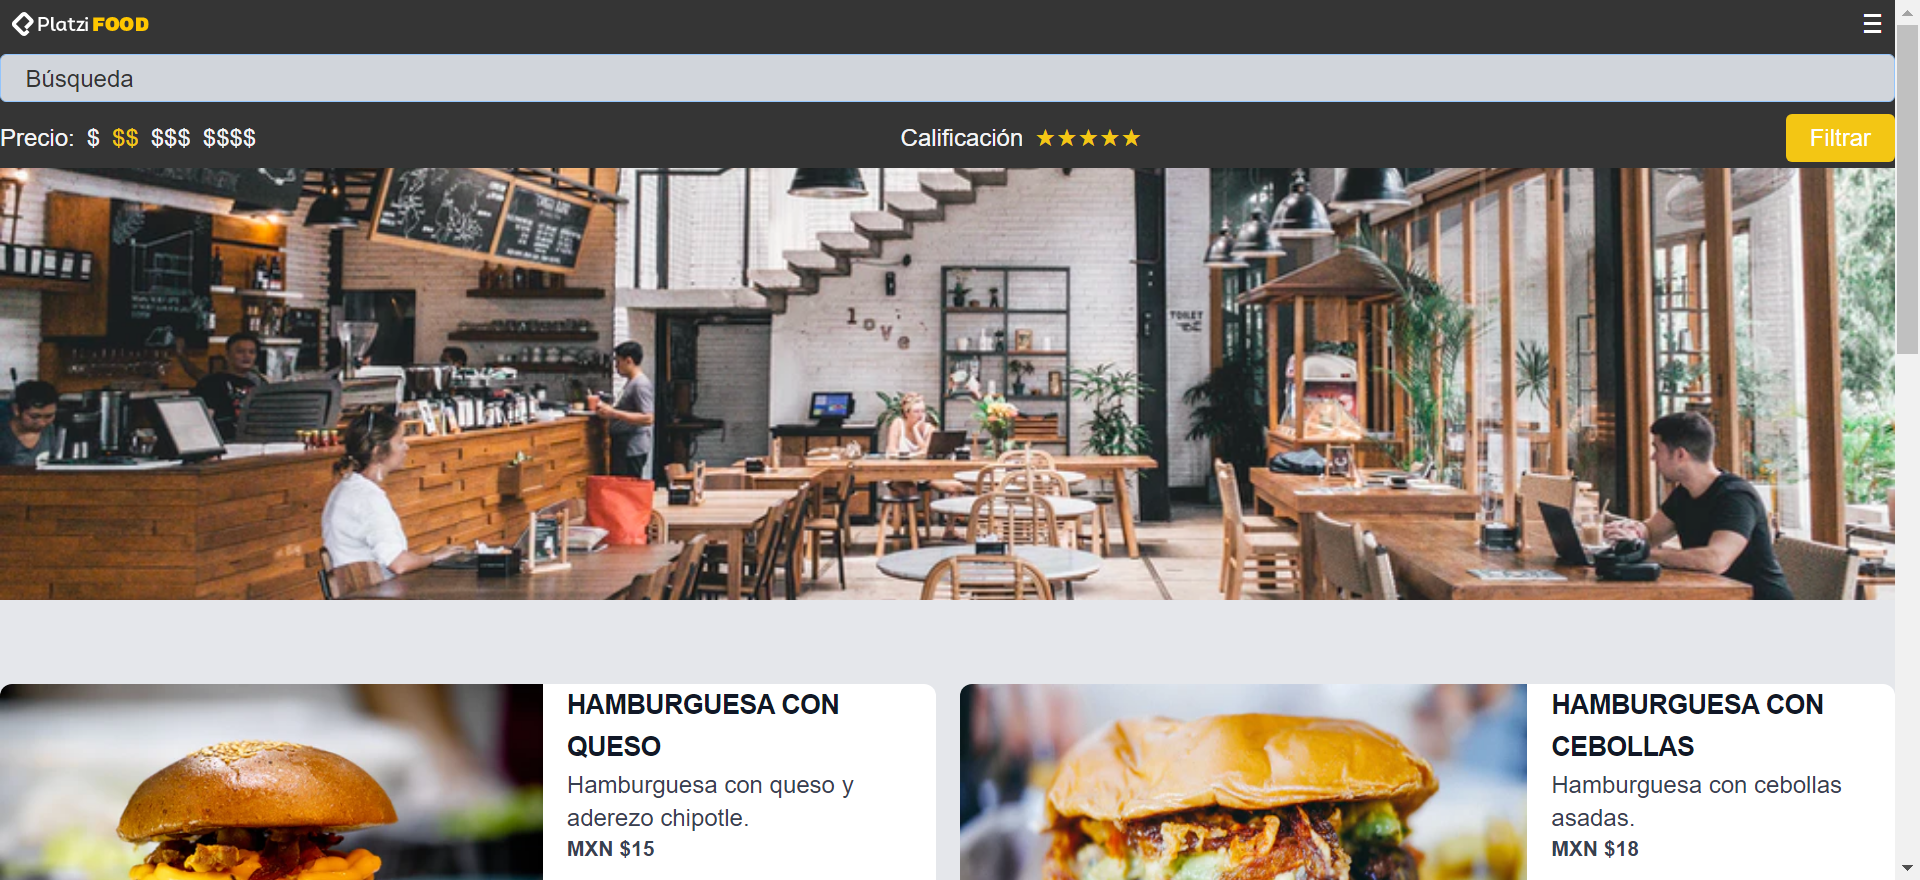 Platzi FOOD
Búsqueda
Precio: $ $$ $$$ $$$$
Calificación ★★★★★
Filtrar
love
TOILET
HAMBURGUESA CON
QUESO
Hamburguesa con queso y
aderezo chipotle.
MXN $15
HAMBURGUESA CON
CEBOLLAS
Hamburguesa con cebollas
asadas.
MXN $18